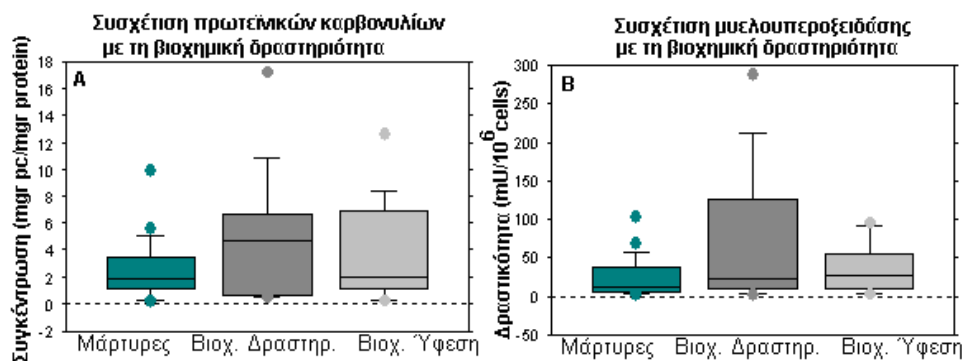 Συσχέτιση πρωτεϊνικών καρβονυλίων
με τη βιοχημική δραστηριότητα
A
Συγκέντρωση (mgr pc/mgr protein)
18
16
14
12
10
8
6
4
2
0
-2
Μάρτυρες Βιοχ. Δραστηρ. Βιοχ. Ύφεση
Συσχέτιση μυελουπεροξειδάσης
με τη βιοχημική δραστηριότητα
B
Δραστικότητα (mU/10⁶cells)
300
250
200
150
100
50
0
-50
Μάρτυρες Βιοχ. Δραστηρ. Βιοχ. Ύφεση